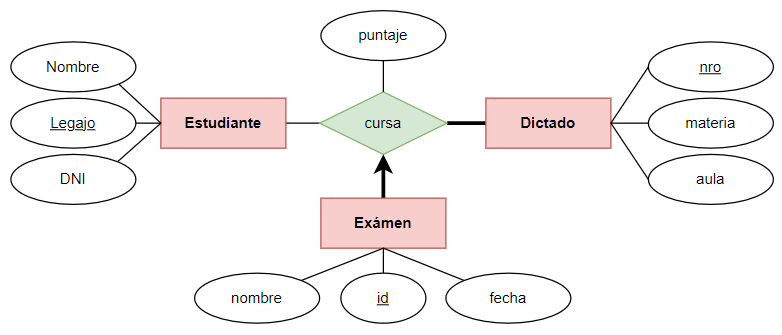 puntaje
Nombre
nro
Legajo
Estudiante
cursa
Dictado
materia
DNI
aula
Exámen
nombre
id
fecha